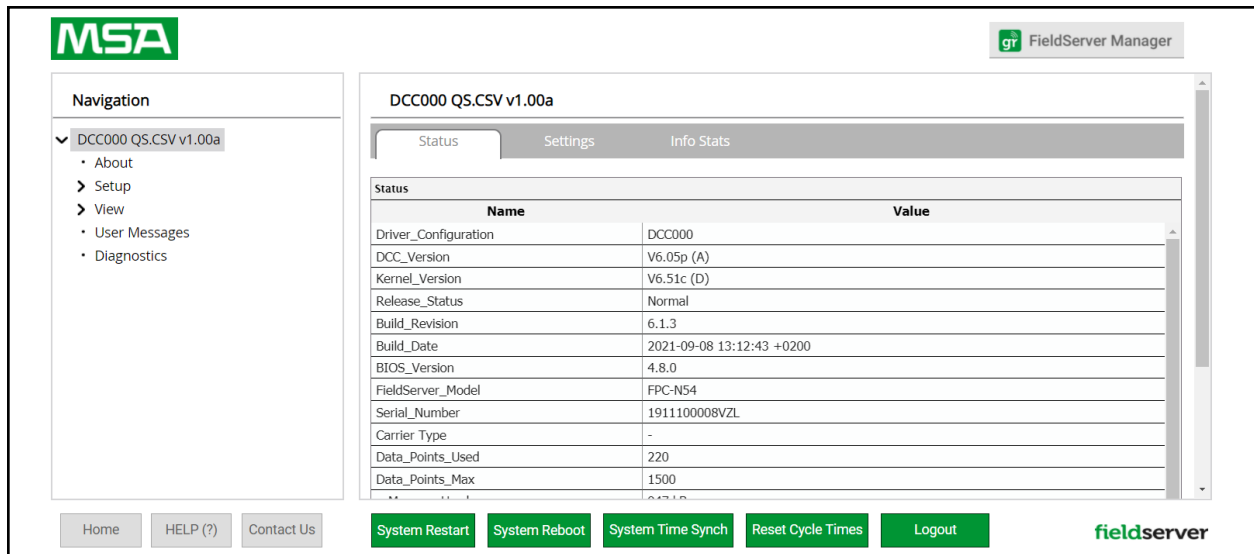 MSA
FieldServer Manager
Navigation
DCC000 QS.CSV v1.00a
About
Setup
View
User Messages
Diagnostics
DCC000 QS.CSV v1.00a
Status Settings Info Stats
Status
Name Value
Driver_Configuration DCC000
DCC_Version V6.05p (A)
Kernel_Version V6.51c (D)
Release_Status Normal
Build_Revision 6.1.3
Build_Date 2021-09-08 13:12:43 +0200
BIOS_Version 4.8.0
FieldServer_Model FPC-N54
Serial_Number 1911100008VZL
Carrier Type -
Data_Points_Used 220
Data_Points_Max 1500
Home HELP (?) Contact Us System Restart System Reboot System Time Synch Reset Cycle Times Logout fieldserver